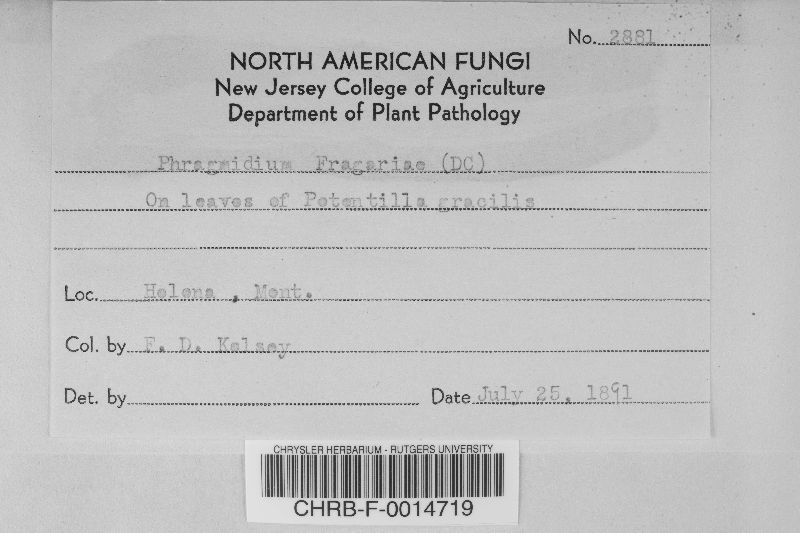 No. 2881
NORTH AMERICAN FUNGI
New Jersey College of Agriculture
Department of Plant Pathology
Phragmidium Fragariae (DC)
On leaves of Potentilla gracilis
Loc. Helena , Mont.
Col. by F. D. Kelsey
Det. by
Date July 25, 1891
CHRYSLER HERBARIUM - RUTGERS UNIVERSITY
CHRB-F-0014719